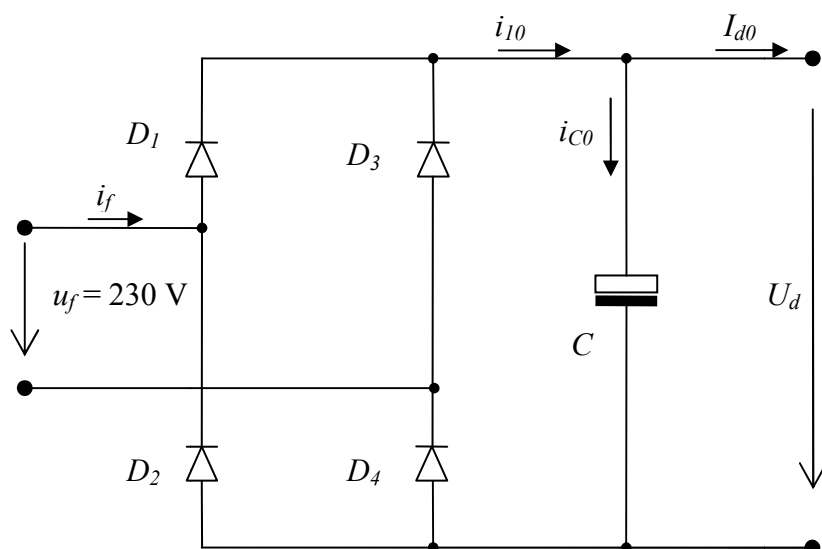 i10
Id0
D1
D3
iC0
if
uf = 230 V
Ud
C
D2
D4